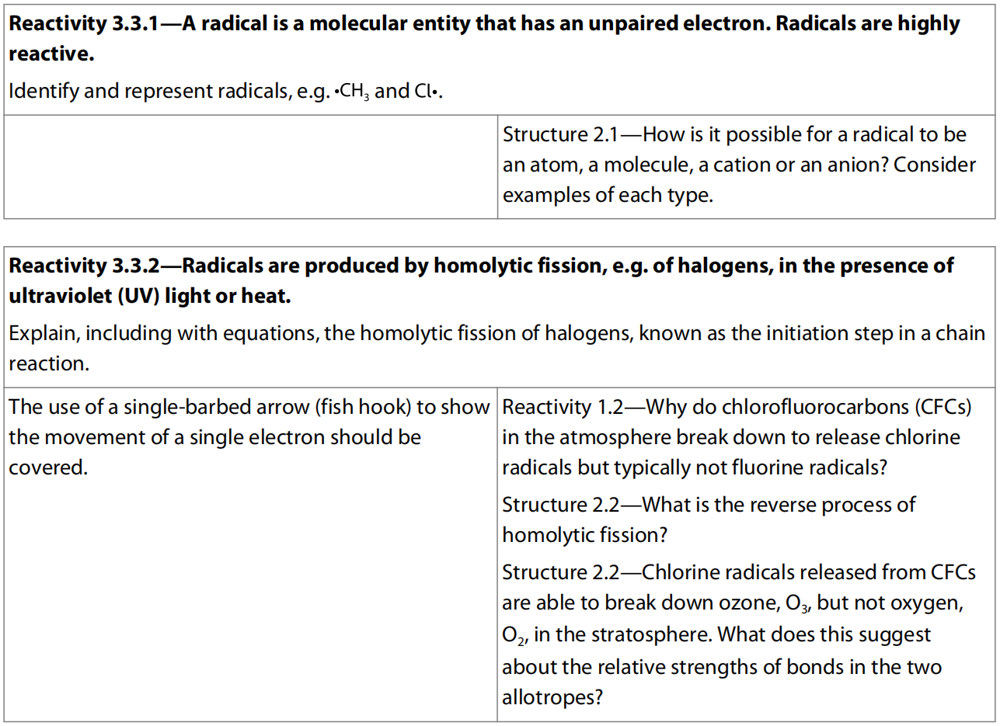 Reactivity 3.3.1—A radical is a molecular entity that has an unpaired electron. Radicals are highly
reactive.
Identify and represent radicals, e.g. •CH₃ and Cl•.
Structure 2.1—How is it possible for a radical to be
an atom, a molecule, a cation or an anion? Consider
examples of each type.
Reactivity 3.3.2—Radicals are produced by homolytic fission, e.g. of halogens, in the presence of
ultraviolet (UV) light or heat.
Explain, including with equations, the homolytic fission of halogens, known as the initiation step in a chain
reaction.
The use of a single-barbed arrow (fish hook) to show
the movement of a single electron should be
covered.
Reactivity 1.2—Why do chlorofluorocarbons (CFCs)
in the atmosphere break down to release chlorine
radicals but typically not fluorine radicals?
Structure 2.2—What is the reverse process of
homolytic fission?
Structure 2.2—Chlorine radicals released from CFCs
are able to break down ozone, O₃, but not oxygen,
O₂, in the stratosphere. What does this suggest
about the relative strengths of bonds in the two
allotropes?